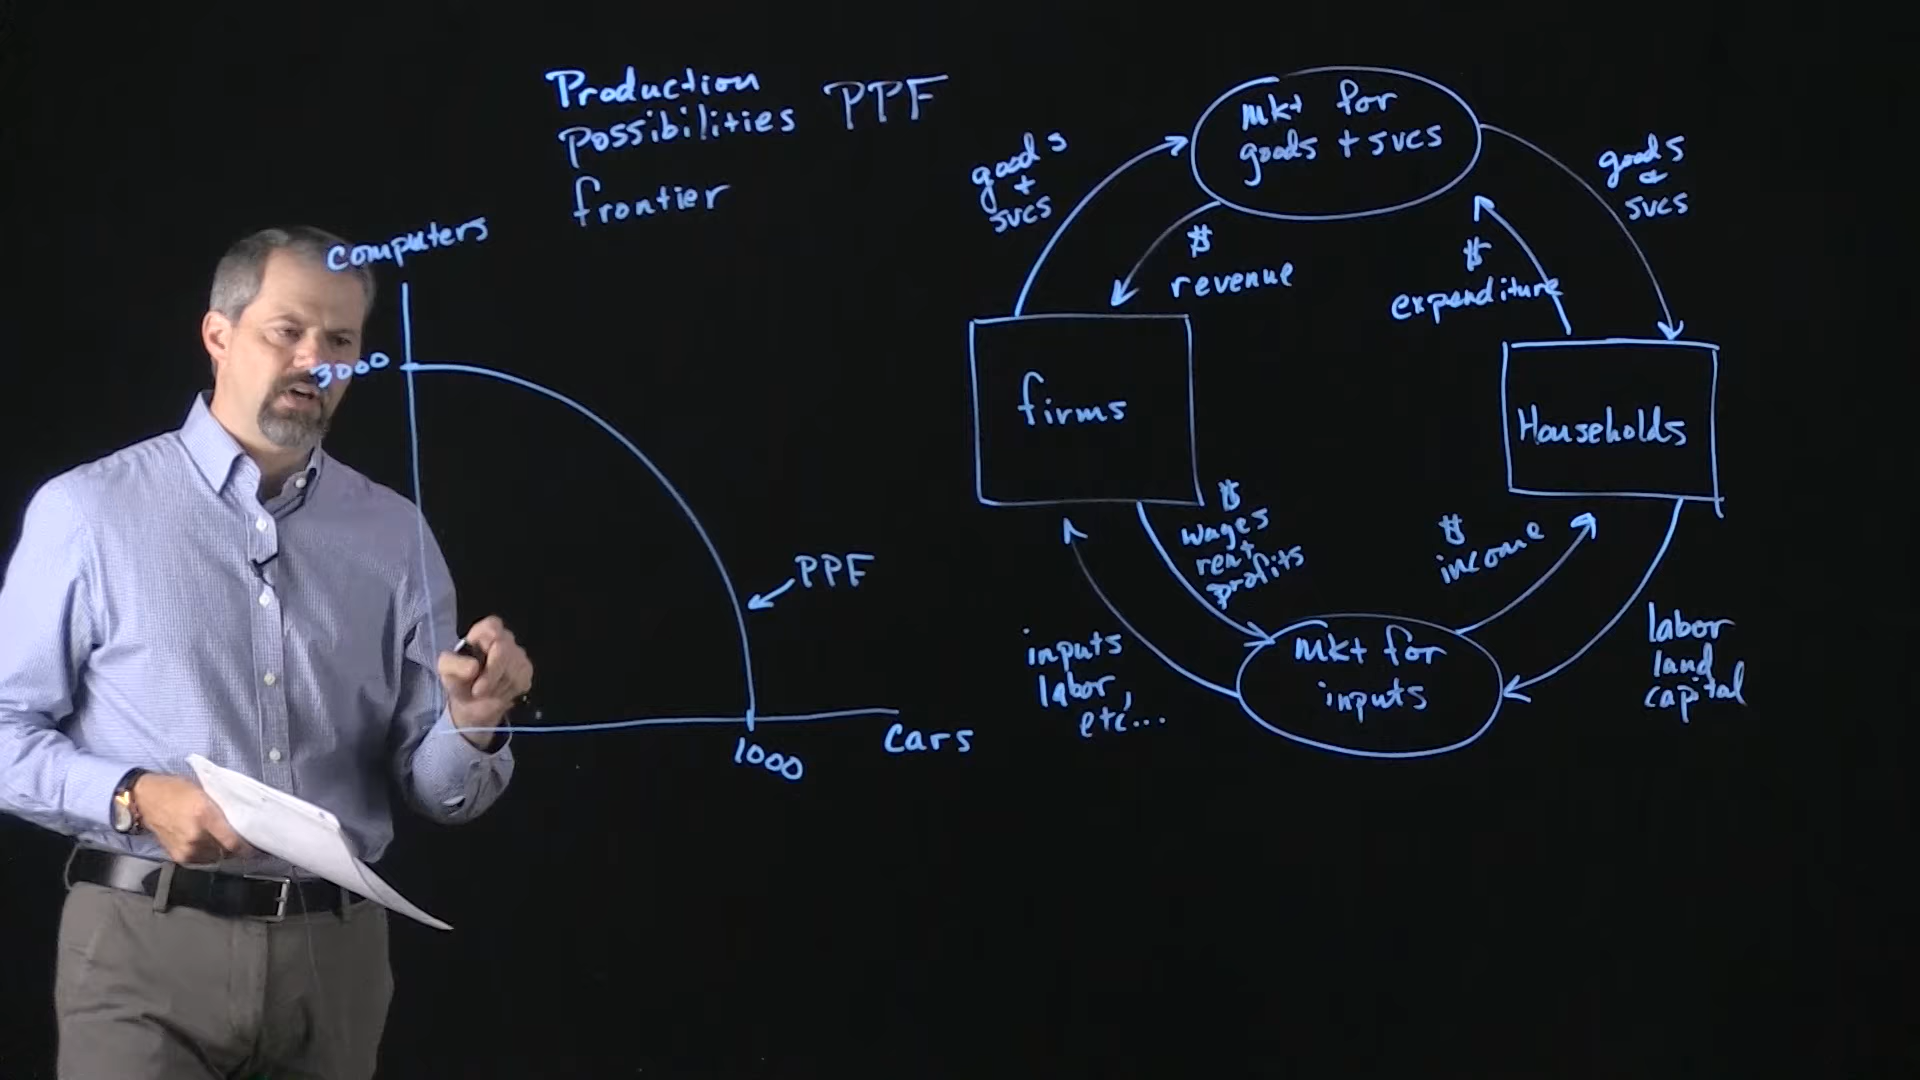 Production
possibilities PPF
frontier
computers
3000
PPF
1000
cars
mkt for
goods + svcs
goods
+
svcs
goods
&
svcs
$
revenue
$
expenditure
firms
Households
$
wages
rent
profits
$
income
inputs
labor,
etc...
mkt for
inputs
labor
land
capital